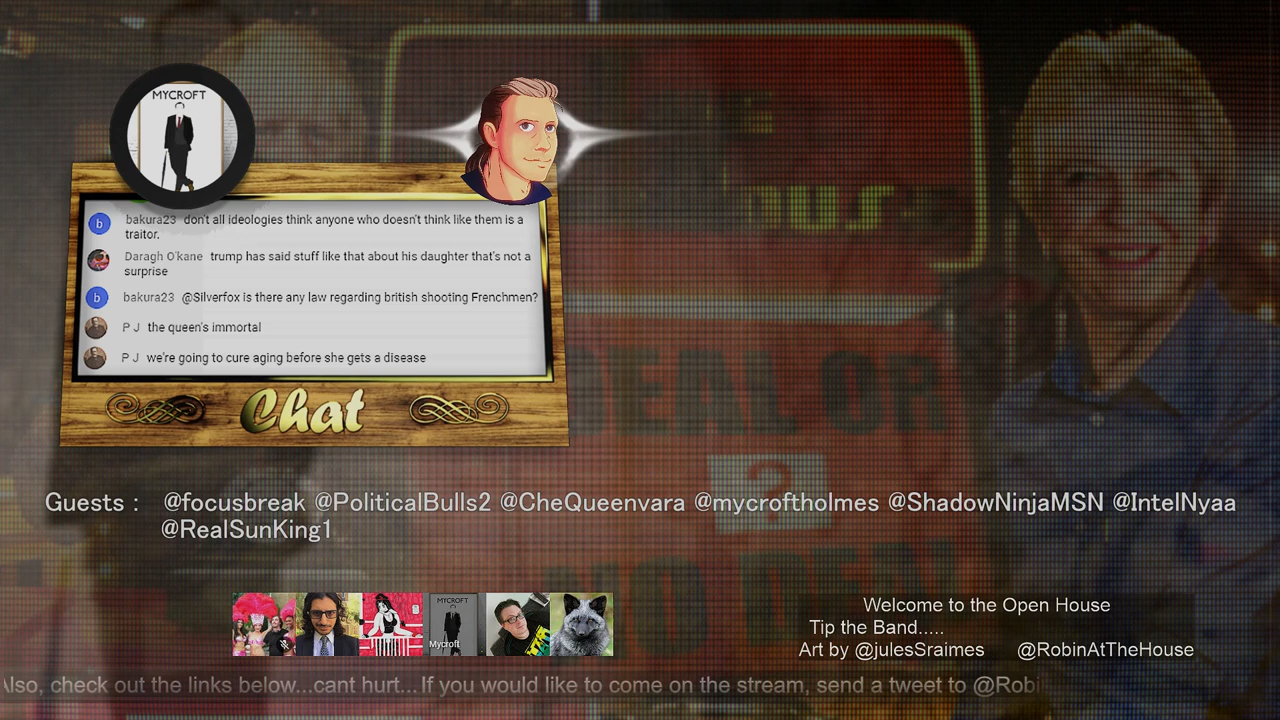 MYCROFT
bakura23 don't all ideologies think anyone who doesn't think like them is a
traitor.
Daragh O'kane trump has said stuff like that about his daughter that's not a
surprise
bakura23 @Silverfox is there any law regarding british shooting Frenchmen?
P J the queen's immortal
P J we're going to cure aging before she gets a disease
Chat
DEAL OR
?
NO DEAL
Guests : @focusbreak @PoliticalBulls2 @CheQueenvara @mycroftholmes @ShadowNinjaMSN @IntelNyaa
@RealSunKing1
MYCROFT
Mycroft
Welcome to the Open House
Tip the Band.....
Art by @julesSraimes @RobinAtTheHouse
Also, check out the links below...cant hurt... If you would like to come on the stream, send a tweet to @Robi